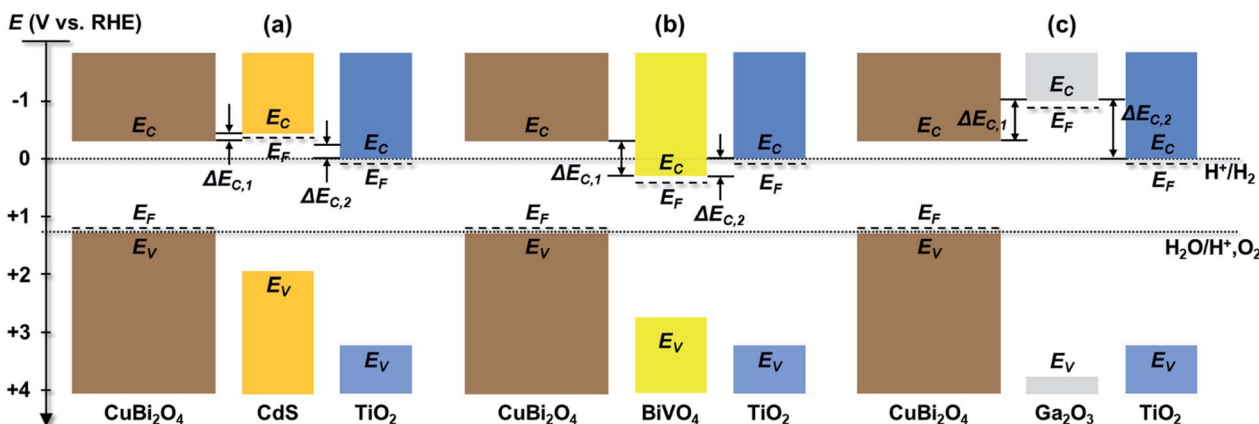 E (V vs. RHE)
(a)
(b)
(c)
-1
0
+1
+2
+3
+4
E_C
E_C
E_F
ΔE_C,1
E_C
E_F
ΔE_C,2
E_F
E_V
E_V
E_V
CuBi₂O₄
CdS
TiO₂
E_C
ΔE_C,1
E_C
E_F
E_C
E_F
ΔE_C,2
E_F
E_V
E_V
E_V
CuBi₂O₄
BiVO₄
TiO₂
E_C
ΔE_C,1
E_C
E_F
ΔE_C,2
E_C
E_F
H⁺/H₂
E_F
E_V
H₂O/H⁺,O₂
E_V
E_V
CuBi₂O₄
Ga₂O₃
TiO₂